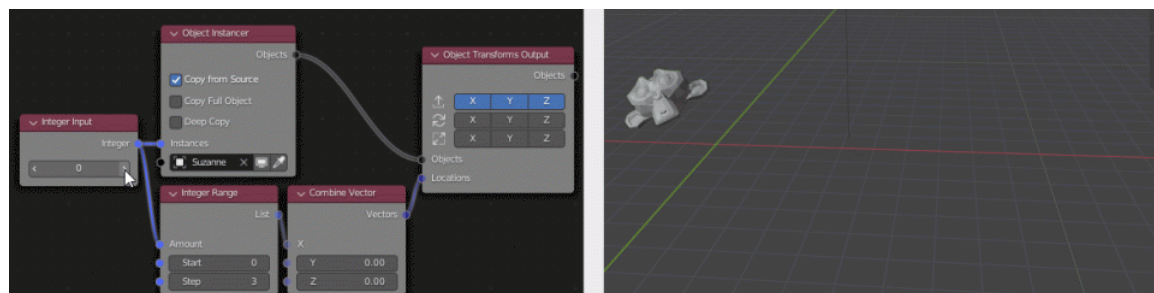 Object Instancer
Objects
Copy from Source
Copy Full Object
Deep Copy
Instances
Suzanne
Integer Input
Integer
0
Integer Range
List
Amount
Start 0
Step 3
Combine Vector
Vectors
X
Y 0.00
Z 0.00
Object Transforms Output
Objects
X Y Z
X Y Z
X Y Z
Objects
Locations